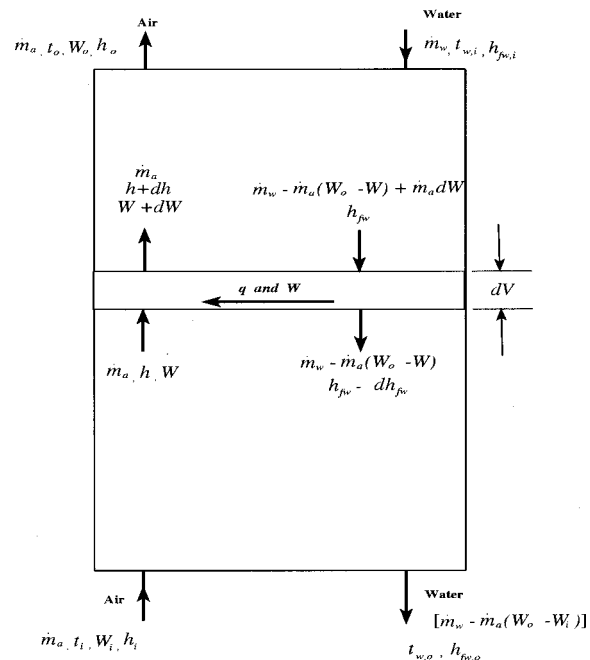 Air
Water
ṁa, to, Wo, ho
ṁw, tw,i, hfw,i
ṁa
h+dh
W +dW
ṁw - ṁa(Wo -W) + ṁadW
hfw
q and W
dV
ṁa, h, W
ṁw - ṁa(Wo -W)
hfw - dhfw
Air
Water
ṁa, ti, Wi, hi
[ṁw - ṁa(Wo -Wi)]
tw,o, hfw,o